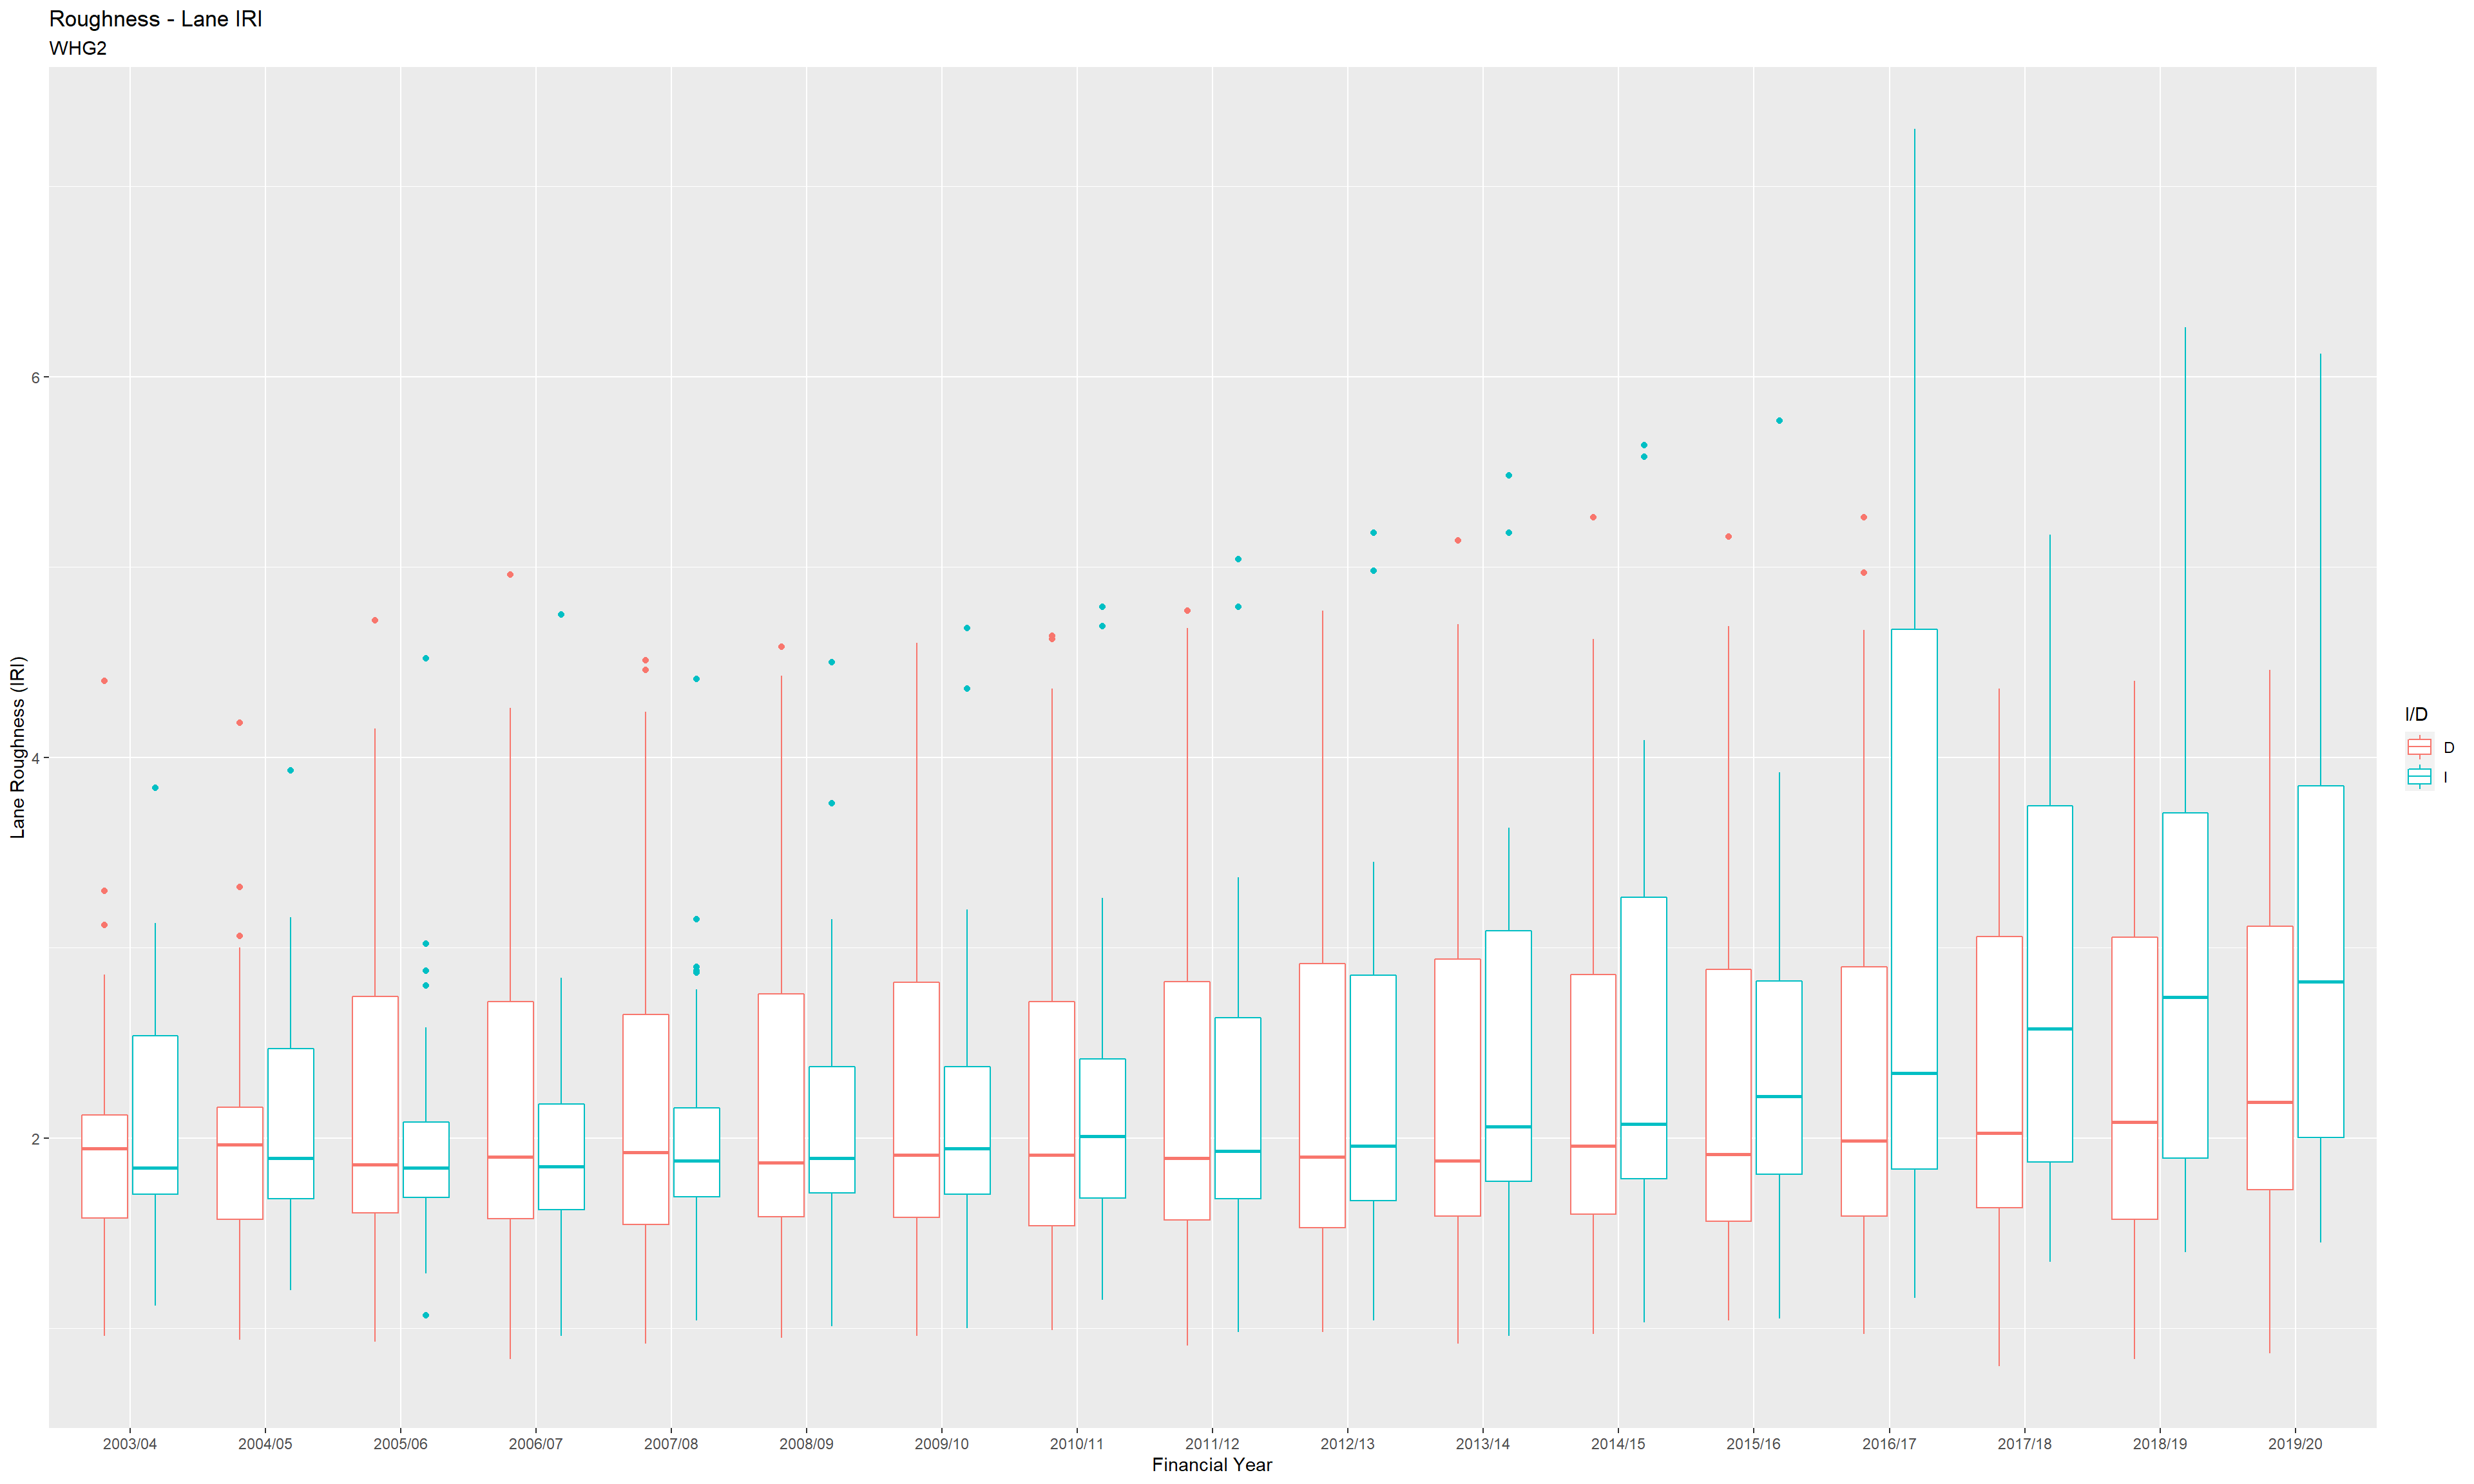 Roughness - Lane IRI
WHG2
Lane Roughness (IRI)
6
4
2
2003/04 2004/05 2005/06 2006/07 2007/08 2008/09 2009/10 2010/11 2011/12 2012/13 2013/14 2014/15 2015/16 2016/17 2017/18 2018/19 2019/20
Financial Year
I/D
D
I